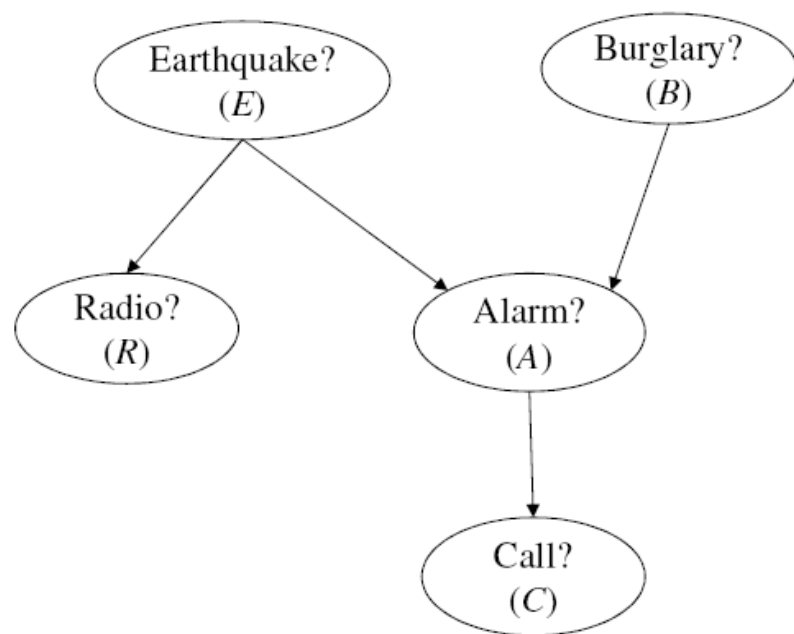 Earthquake?
(E)
Burglary?
(B)
Radio?
(R)
Alarm?
(A)
Call?
(C)